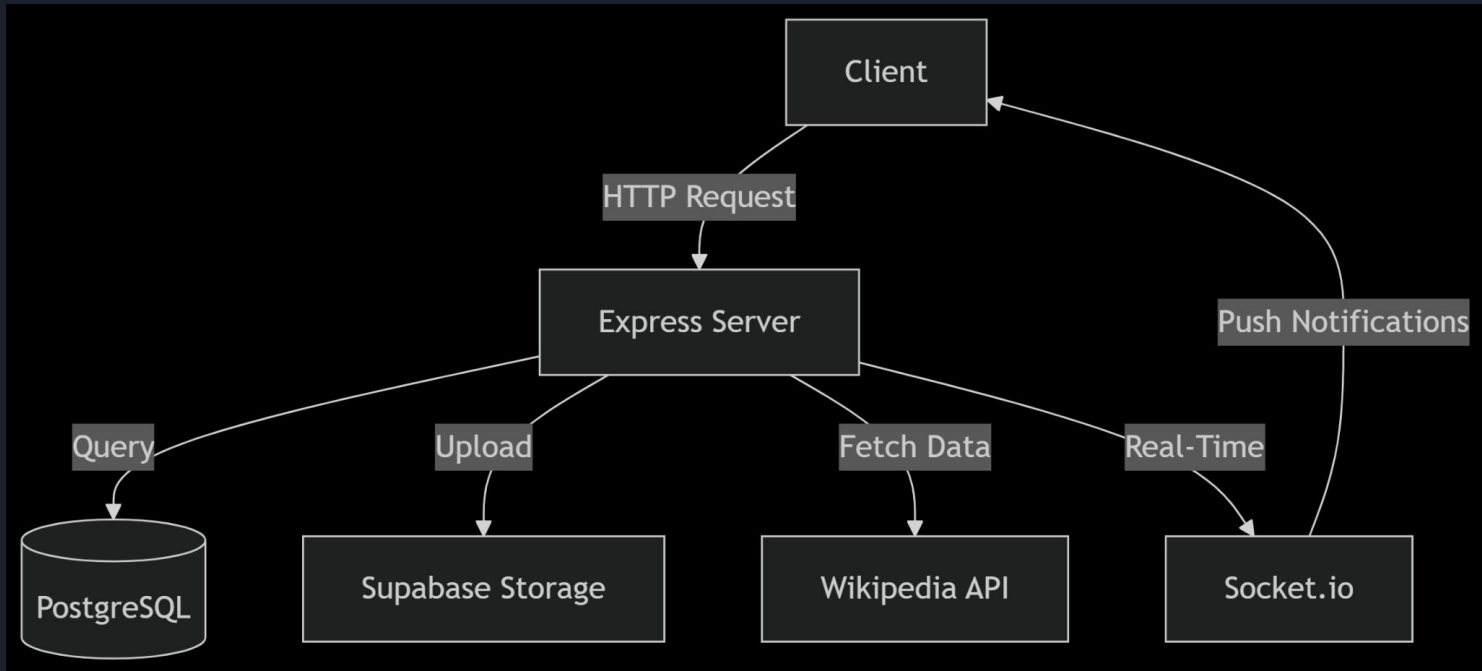 Client
HTTP Request
Express Server
Push Notifications
Query
Upload
Fetch Data
Real-Time
PostgreSQL
Supabase Storage
Wikipedia API
Socket.io